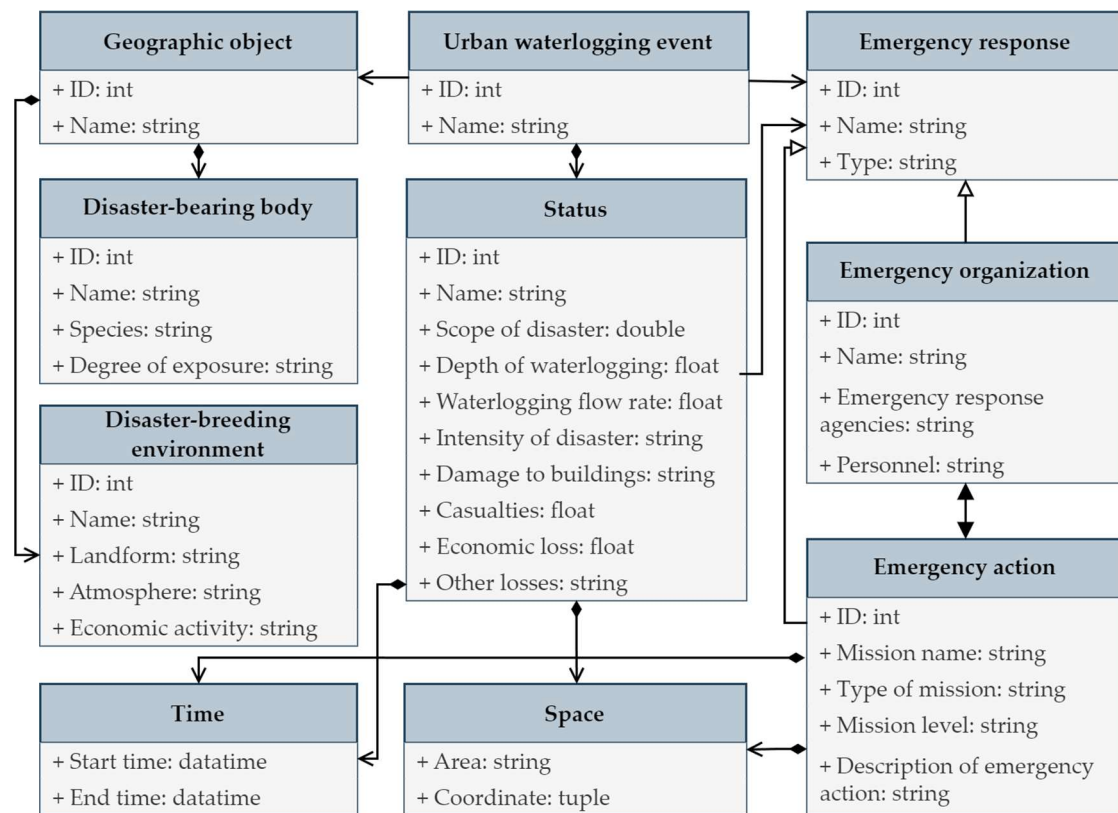 Geographic object
+ ID: int
+ Name: string
Urban waterlogging event
+ ID: int
+ Name: string
Emergency response
+ ID: int
+ Name: string
+ Type: string
Disaster-bearing body
+ ID: int
+ Name: string
+ Species: string
+ Degree of exposure: string
Status
+ ID: int
+ Name: string
+ Scope of disaster: double
+ Depth of waterlogging: float
+ Waterlogging flow rate: float
+ Intensity of disaster: string
+ Damage to buildings: string
+ Casualties: float
+ Economic loss: float
+ Other losses: string
Emergency organization
+ ID: int
+ Name: string
+ Emergency response
agencies: string
+ Personnel: string
Disaster-breeding
environment
+ ID: int
+ Name: string
+ Landform: string
+ Atmosphere: string
+ Economic activity: string
Emergency action
+ ID: int
+ Mission name: string
+ Type of mission: string
+ Mission level: string
+ Description of emergency
action: string
Time
+ Start time: datatime
+ End time: datatime
Space
+ Area: string
+ Coordinate: tuple